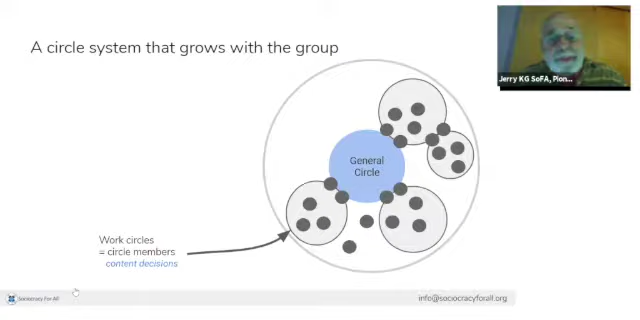 A circle system that grows with the group
Jerry KG SoFA, Pion...
General
Circle
Work circles
= circle members
content decisions
Sociocracy For All
info@sociocracyforall.org